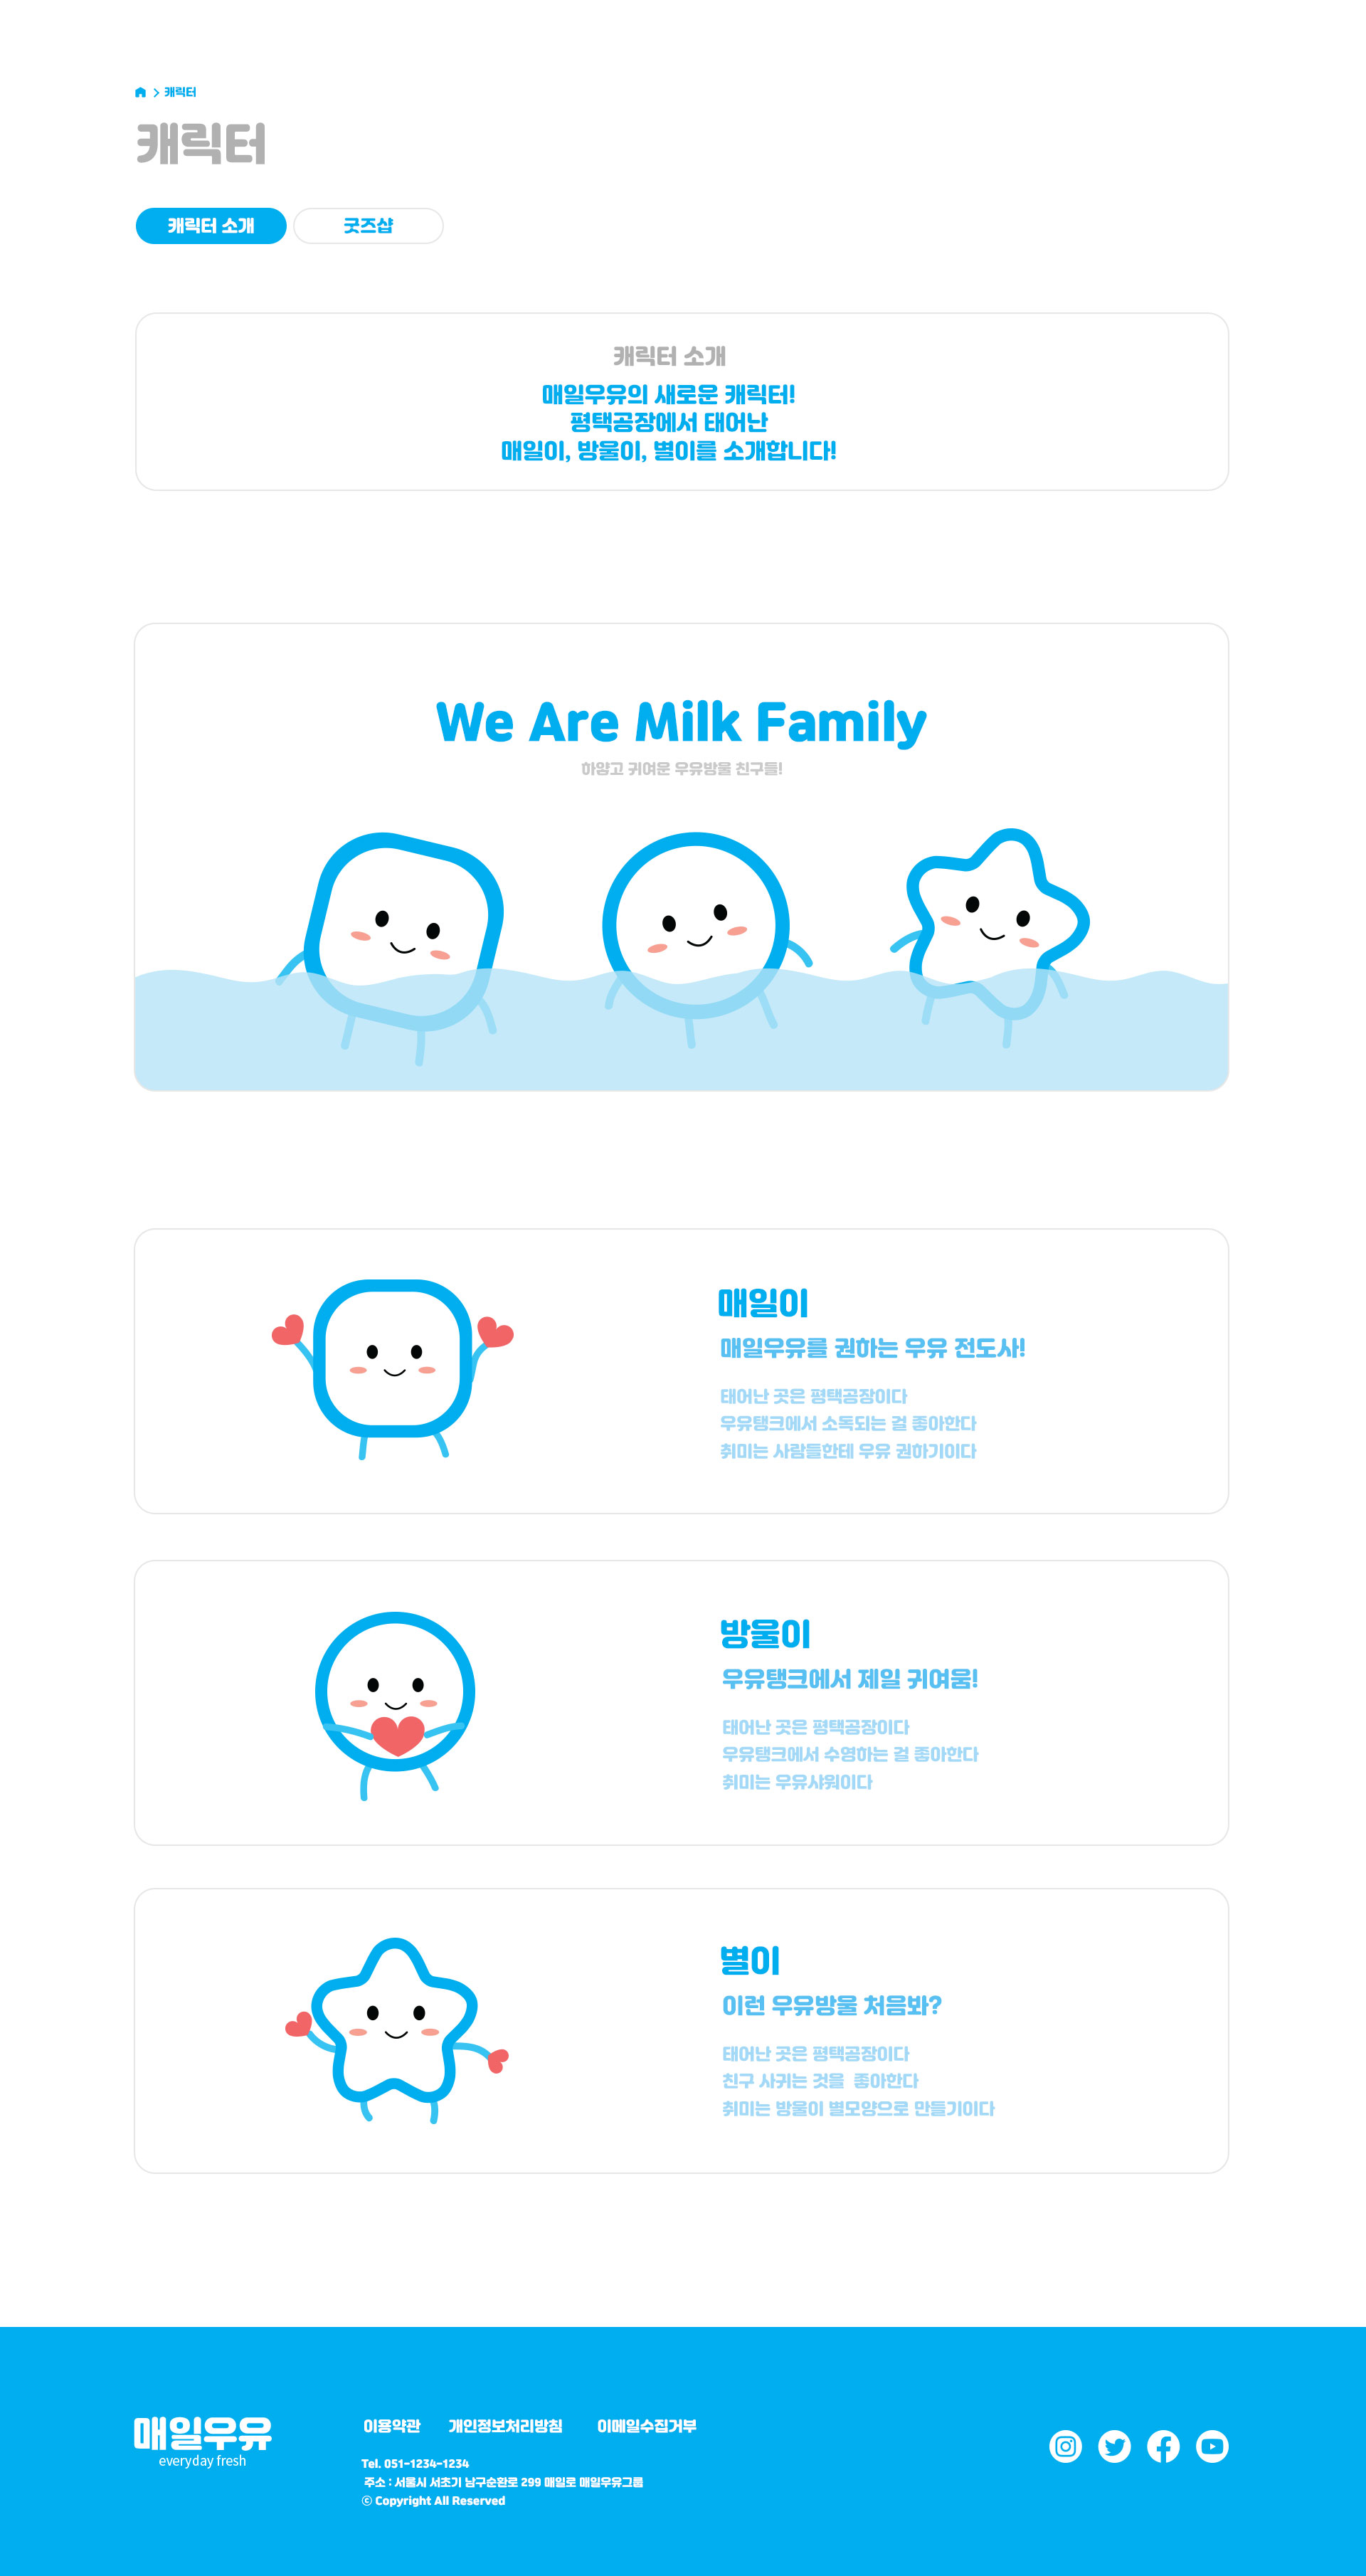 캐릭터
캐릭터
캐릭터 소개
굿즈샵
캐릭터 소개
매일우유의 새로운 캐릭터!
평택공장에서 태어난
매일이, 방울이, 별이를 소개합니다!
We Are Milk Family
하얗고 귀여운 우유방울 친구들!
매일이
매일우유를 권하는 우유 전도사!
태어난 곳은 평택공장이다
우유탱크에서 소독되는 걸 좋아한다
취미는 사람들한테 우유 권하기이다
방울이
우유탱크에서 제일 귀여움!
태어난 곳은 평택공장이다
우유탱크에서 수영하는 걸 좋아한다
취미는 우유샤워이다
별이
이런 우유방울 처음봐?
태어난 곳은 평택공장이다
친구 사귀는 것을 좋아한다
취미는 방울이 별모양으로 만들기이다
매일우유
everyday fresh
이용약관 개인정보처리방침 이메일수집거부
Tel. 051-1234-1234
주소 : 서울시 서초기 남구순환로 299 매일로 매일우유그룹
ⓒ Copyright All Reserved